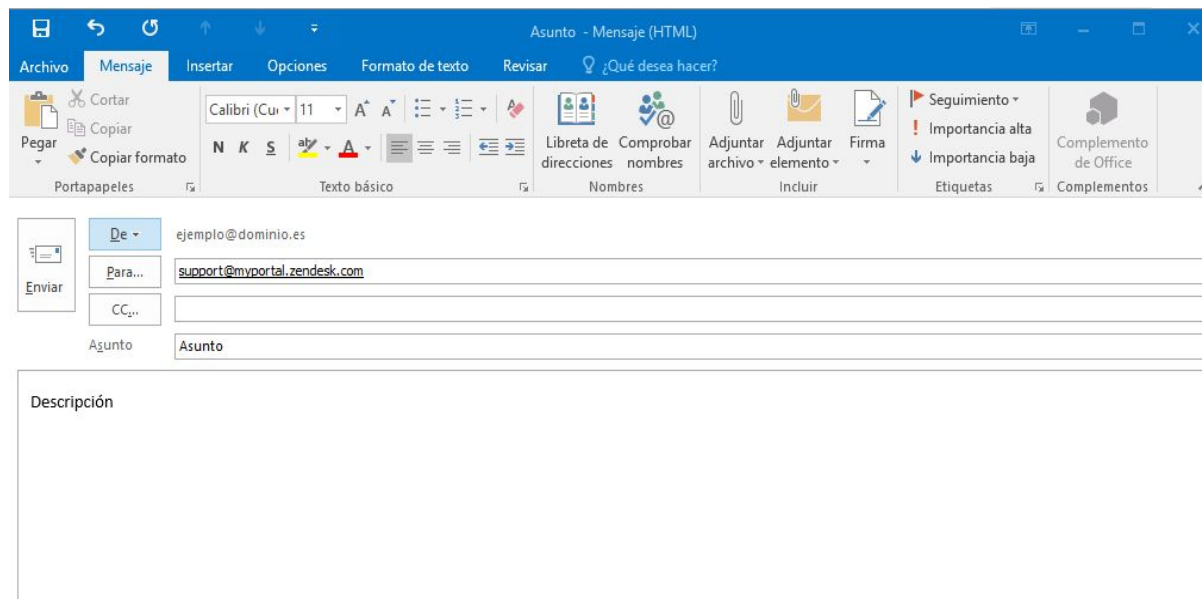 Asunto - Mensaje (HTML)
Archivo Mensaje Insertar Opciones Formato de texto Revisar ¿Qué desea hacer?
Pegar
Cortar
Copiar
Copiar formato
Portapapeles
Calibri (Cu 11
N K S
Texto básico
Libreta de direcciones
Comprobar nombres
Nombres
Adjuntar archivo
Adjuntar elemento
Firma
Incluir
Seguimiento
Importancia alta
Importancia baja
Etiquetas
Complemento de Office
Complementos
Enviar
De ejemplo@dominio.es
Para... support@myportal.zendesk.com
CC...
Asunto Asunto
Descripción